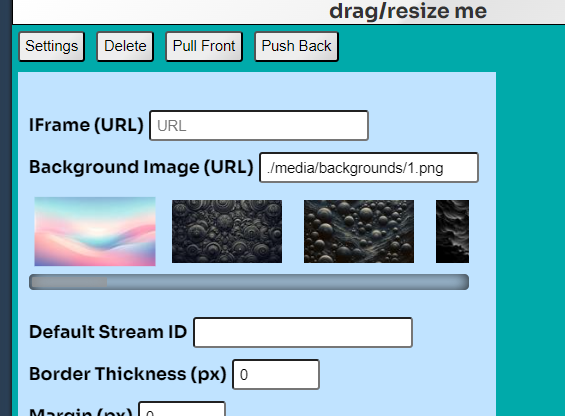 drag/resize me
Settings Delete Pull Front Push Back
IFrame (URL) URL
Background Image (URL) ./media/backgrounds/1.png
Default Stream ID
Border Thickness (px) 0
Margin (px) 0